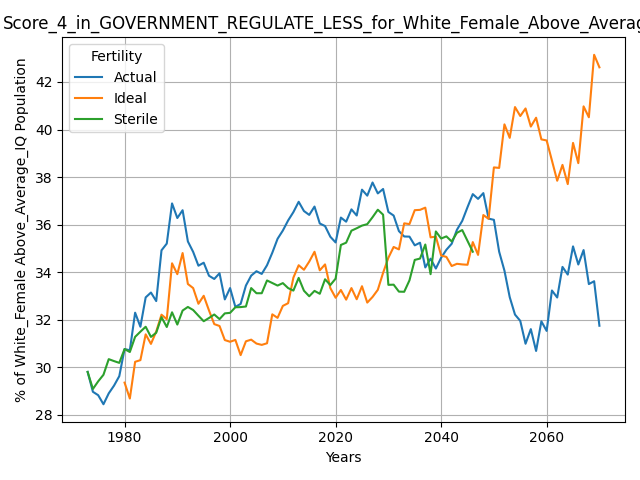 Score_4_in_GOVERNMENT_REGULATE_LESS_for_White_Female_Above_Averag
Fertility
Actual
Ideal
Sterile
% of White_Female Above_Average_IQ Population
42
40
38
36
34
32
30
28
1980
2000
2020
2040
2060
Years